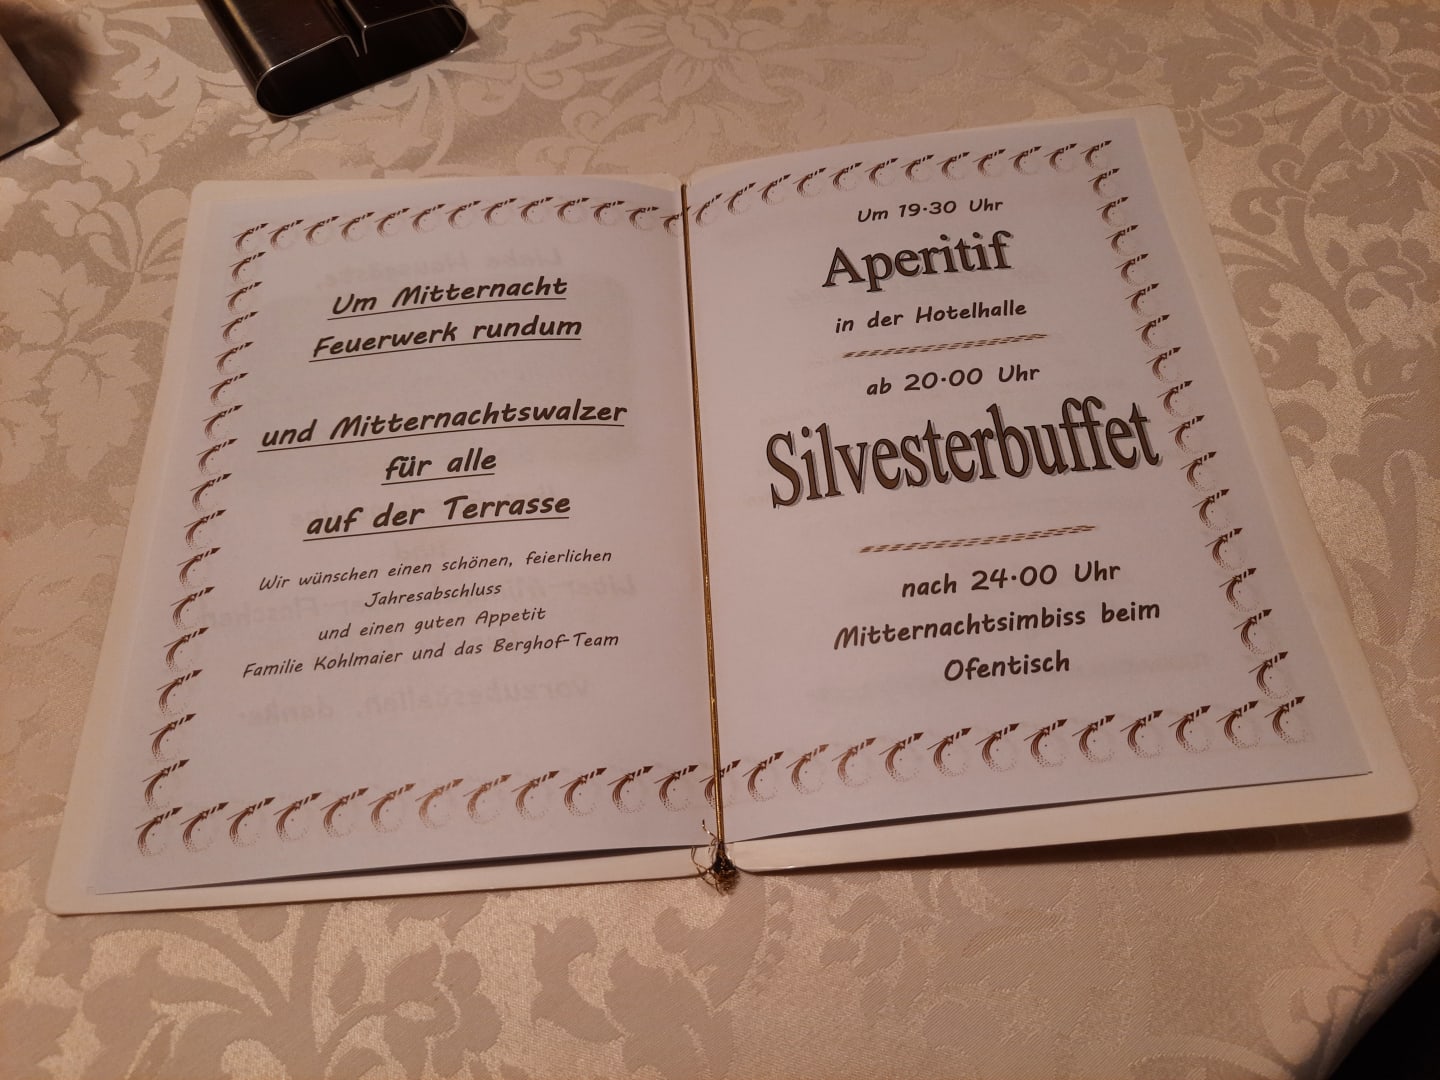 Um Mitternacht
Feuerwerk rundum
und Mitternachtswalzer
für alle
auf der Terrasse
Wir wünschen einen schönen, feierlichen
Jahresabschluss
und einen guten Appetit
Familie Kohlmaier und das Berghof-Team
Um 19.30 Uhr
Aperitif
in der Hotelhalle
ab 20.00 Uhr
Silvesterbuffet
nach 24.00 Uhr
Mitternachtsimbiss beim
Ofentisch